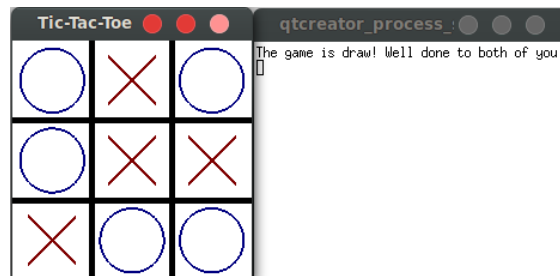 Tic-Tac-Toe
qtcreator_process_
The game is draw! Well done to both of you